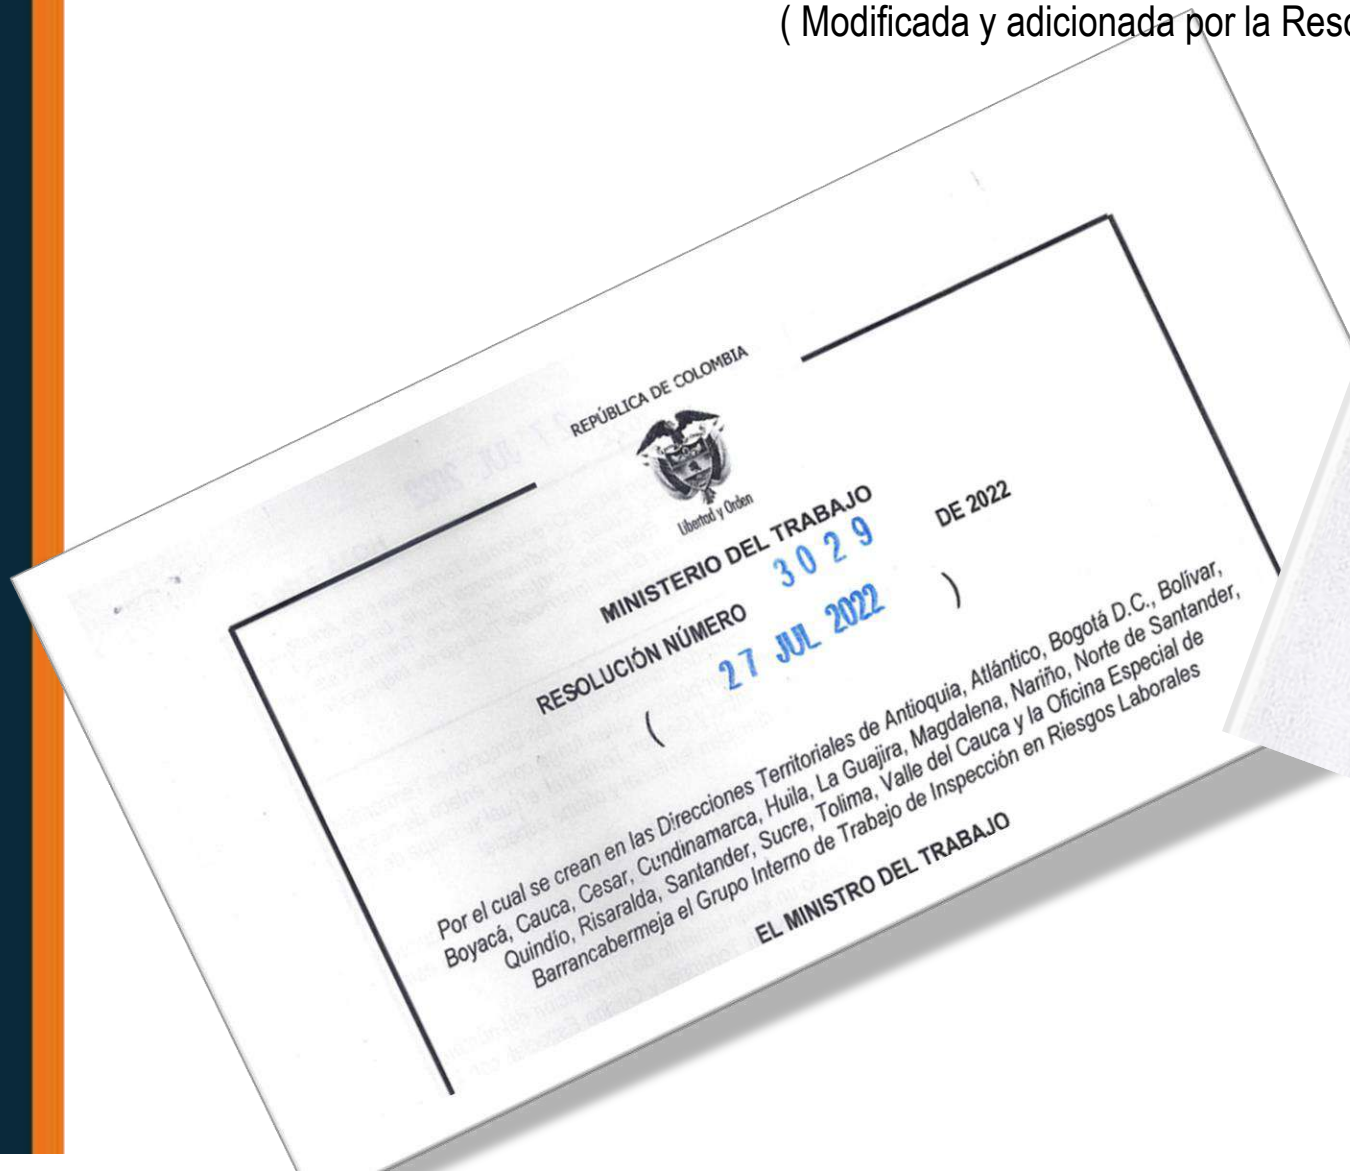 ( Modificada y adicionada por la Reso
REPÚBLICA DE COLOMBIA
Libertad y Orden
MINISTERIO DEL TRABAJO
RESOLUCIÓN NÚMERO 3029 DE 2022
( 27 JUL 2022 )
Por el cual se crean en las Direcciones Territoriales de Antioquia, Atlántico, Bogotá D.C., Bolívar,
Boyacá, Cauca, Cesar, Cundinamarca, Huila, La Guajira, Magdalena, Nariño, Norte de Santander,
Quindío, Risaralda, Santander, Sucre, Tolima, Valle del Cauca y la Oficina Especial de
Barrancabermeja el Grupo Interno de Trabajo de Inspección en Riesgos Laborales
EL MINISTRO DEL TRABAJO